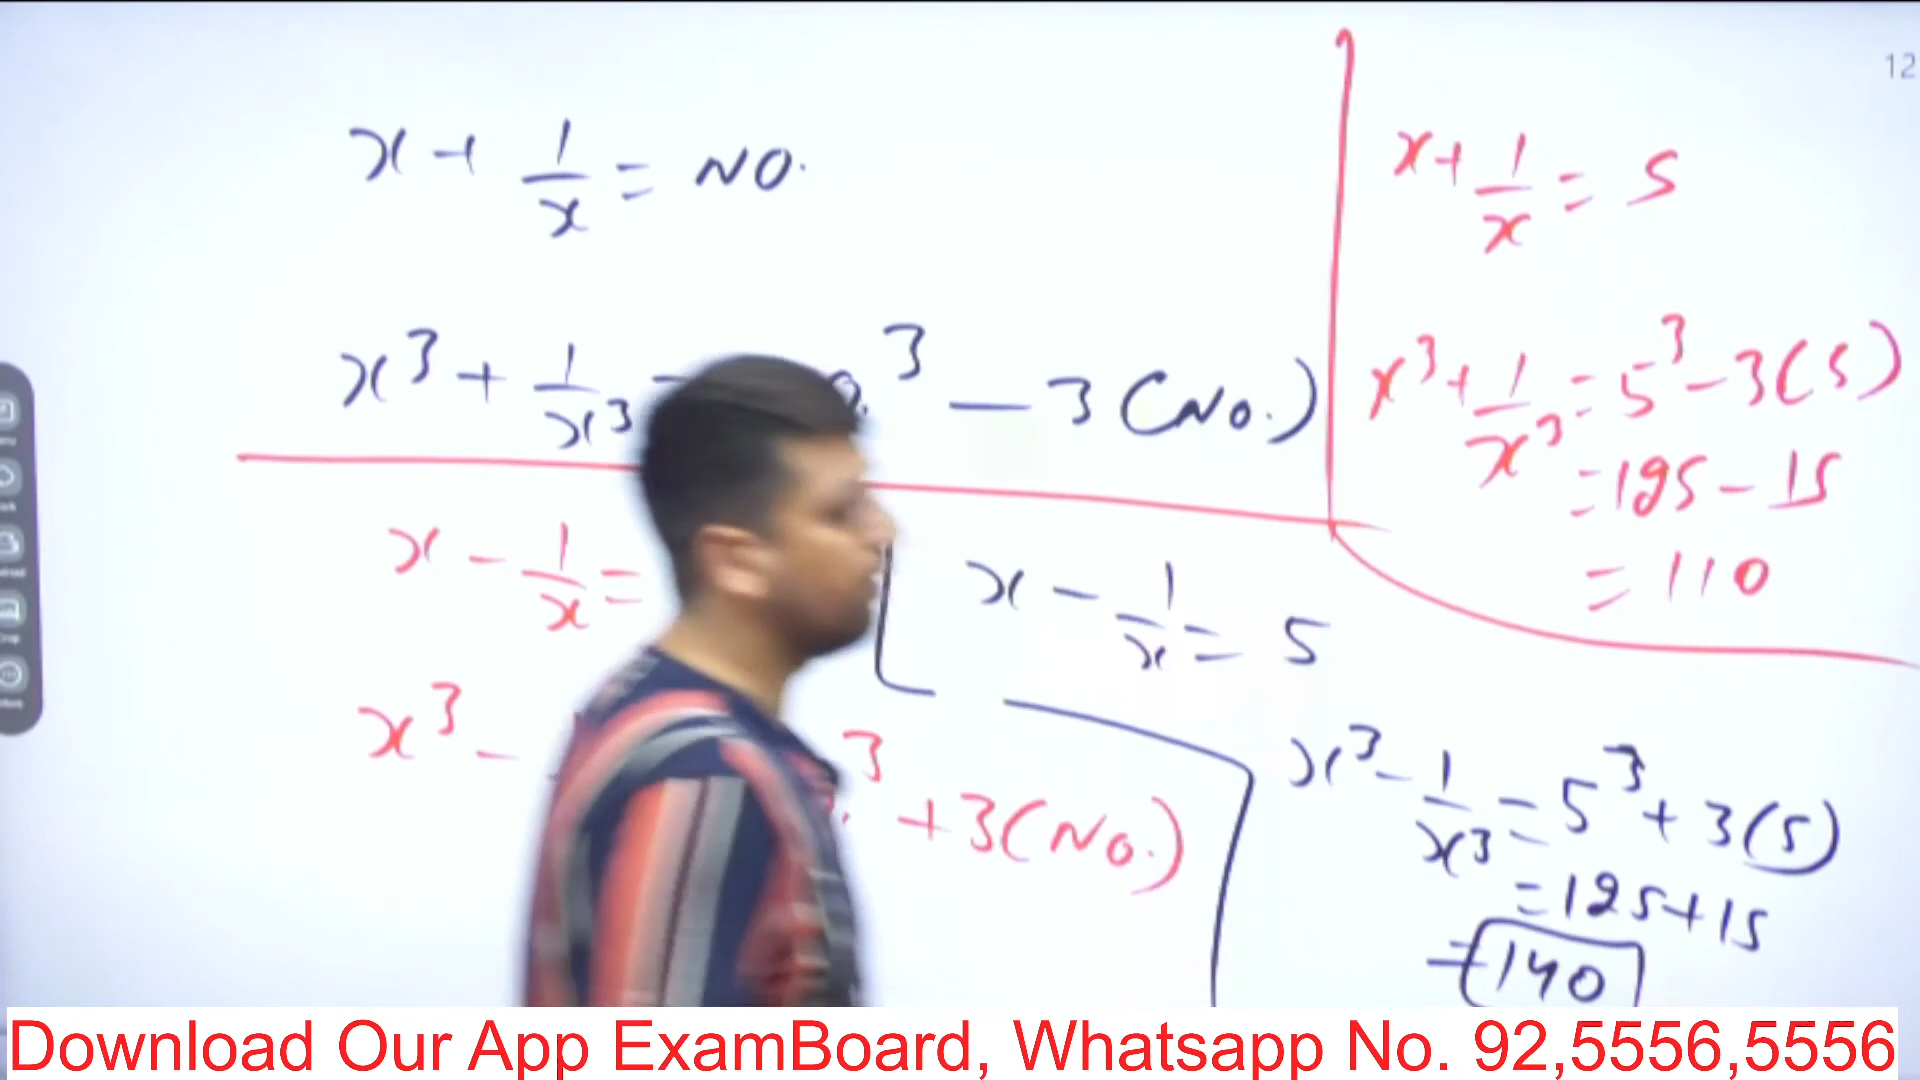 12
x + 1/x = NO.
x³ + 1/x³ = ³ - 3(No.)
x + 1/x = 5
x³ + 1/x³ = 5³ - 3(5)
= 125 - 15
= 110
x - 1/x =
x³ - ³ + 3(No.)
x - 1/x = 5
x³ - 1/x³ = 5³ + 3(5)
= 125 + 15
= 140
Download Our App ExamBoard, Whatsapp No. 92,5556,5556